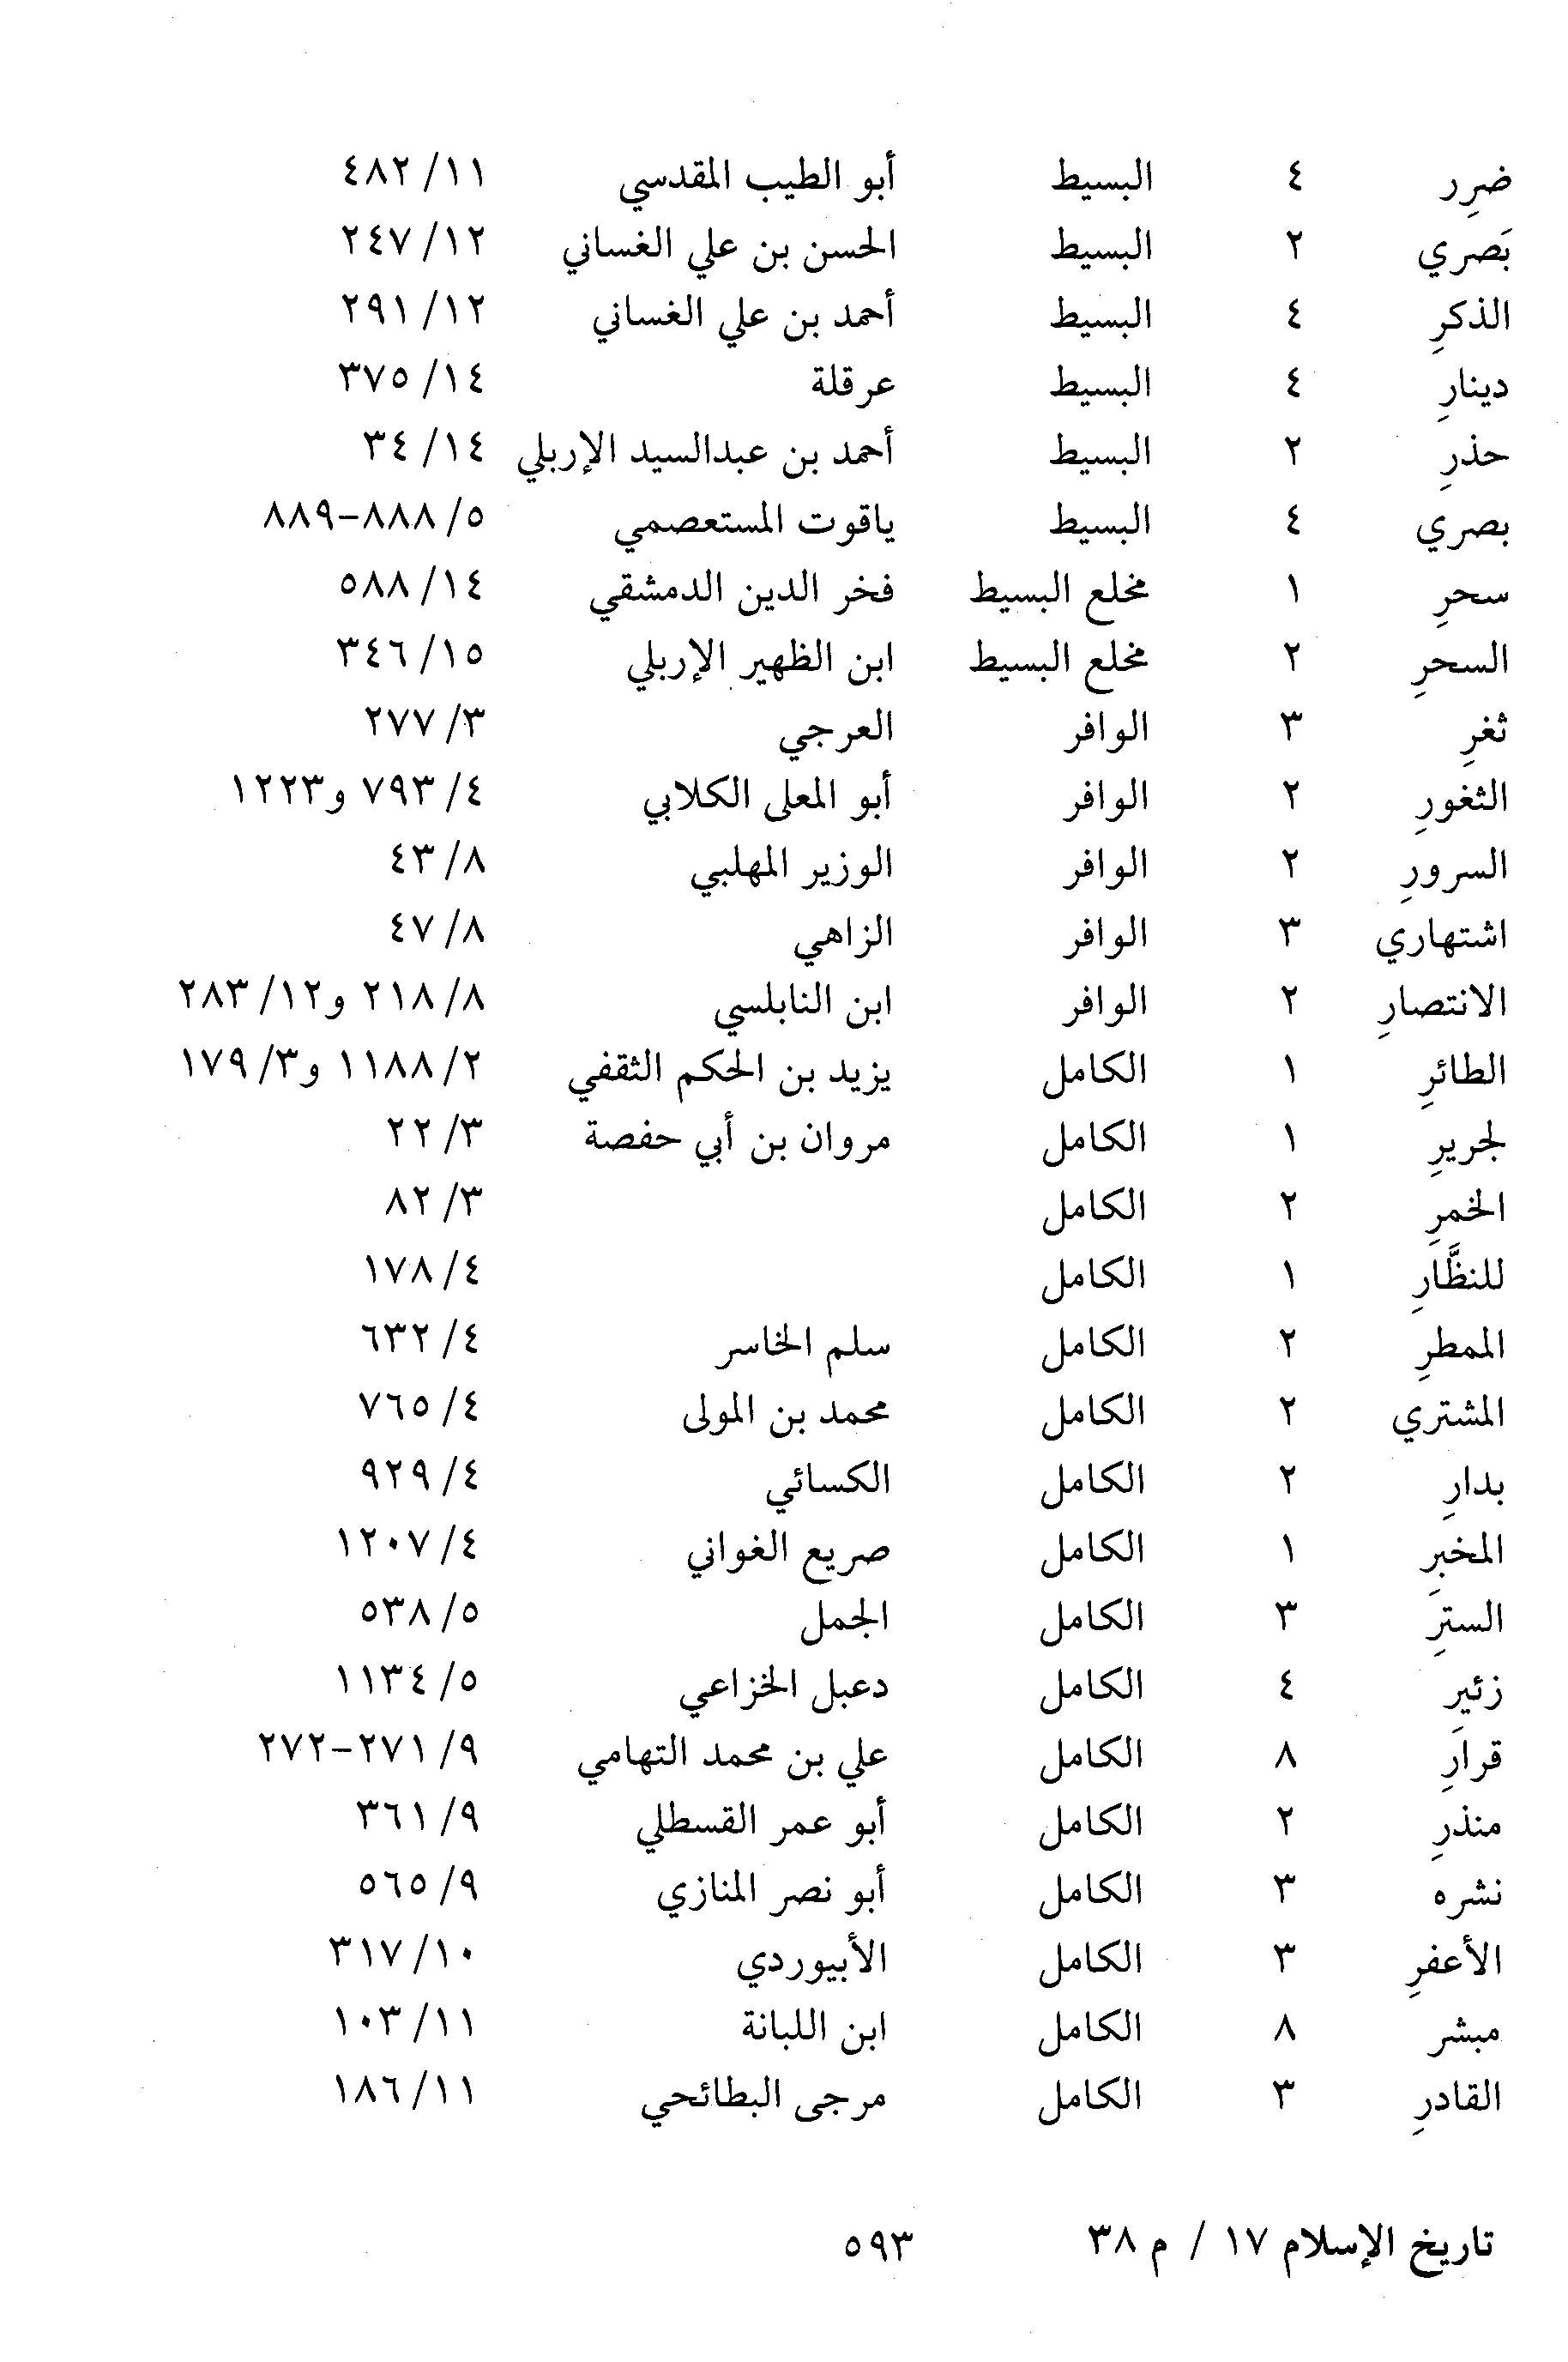 ضرِر ٤ البسيط أبو الطيب المقدسي ١١/ ٤٨٢
بَصري ٢ البسيط الحسن بن علي الغساني ١٢/ ٢٤٧
الذكرِ ٤ البسيط أحمد بن علي الغساني ١٢/ ٢٩١
دينارِ ٤ البسيط عرقلة ١٤/ ٣٧٥
حذرِ ٢ البسيط أحمد بن عبدالسيد الإربلي ١٤/ ٣٤
بصري ٤ البسيط ياقوت المستعصمي ٥/ ٨٨٨-٨٨٩
سحرِ ١ مخلع البسيط فخر الدين الدمشقي ١٤/ ٥٨٨
السحرِ ٢ مخلع البسيط ابن الظهير الإربلي ١٥/ ٣٤٦
ثغرِ ٣ الوافر العرجي ٣/ ٢٧٧
الثغورِ ٢ الوافر أبو المعلى الكلابي ٤/ ٧٩٣ و١٢٢٣
السرورِ ٢ الوافر الوزير المهلبي ٨/ ٤٣
اشتهاري ٣ الوافر الزاهي ٨/ ٤٧
الانتصارِ ٢ الوافر ابن النابلسي ٨/ ٢١٨ و١٢/ ٢٨٣
الطائرِ ١ الكامل يزيد بن الحكم الثقفي ٢/ ١١٨٨ و٣/ ١٧٩
لجريرِ ١ الكامل مروان بن أبي حفصة ٣/ ٢٢
الخمرِ ٢ الكامل ٣/ ٨٢
للنظَّارِ ١ الكامل ٤/ ١٧٨
الممطرِ ٢ الكامل سلم الخاسر ٤/ ٦٣٢
المشتري ٢ الكامل محمد بن المولى ٤/ ٧٦٥
بدارِ ٢ الكامل الكسائي ٤/ ٩٢٩
المخبرِ ١ الكامل صريع الغواني ٤/ ١٢٠٧
السترِ ٣ الكامل الجمل ٥/ ٥٣٨
زئيرِ ٤ الكامل دعبل الخزاعي ٥/ ١١٣٤
قرارِ ٨ الكامل علي بن محمد التهامي ٩/ ٢٧١-٢٧٢
منذرِ ٢ الكامل أبو عمر القسطلي ٩/ ٣٦١
نشره ٣ الكامل أبو نصر المنازي ٩/ ٥٦٥
الأعفرِ ٣ الكامل الأبيوردي ١٠/ ٣١٧
مبشر ٨ الكامل ابن اللبانة ١١/ ١٠٣
القادرِ ٣ الكامل مرجى البطائحي ١١/ ١٨٦
تاريخ الإسلام ١٧ / م ٣٨ ٥٩٣